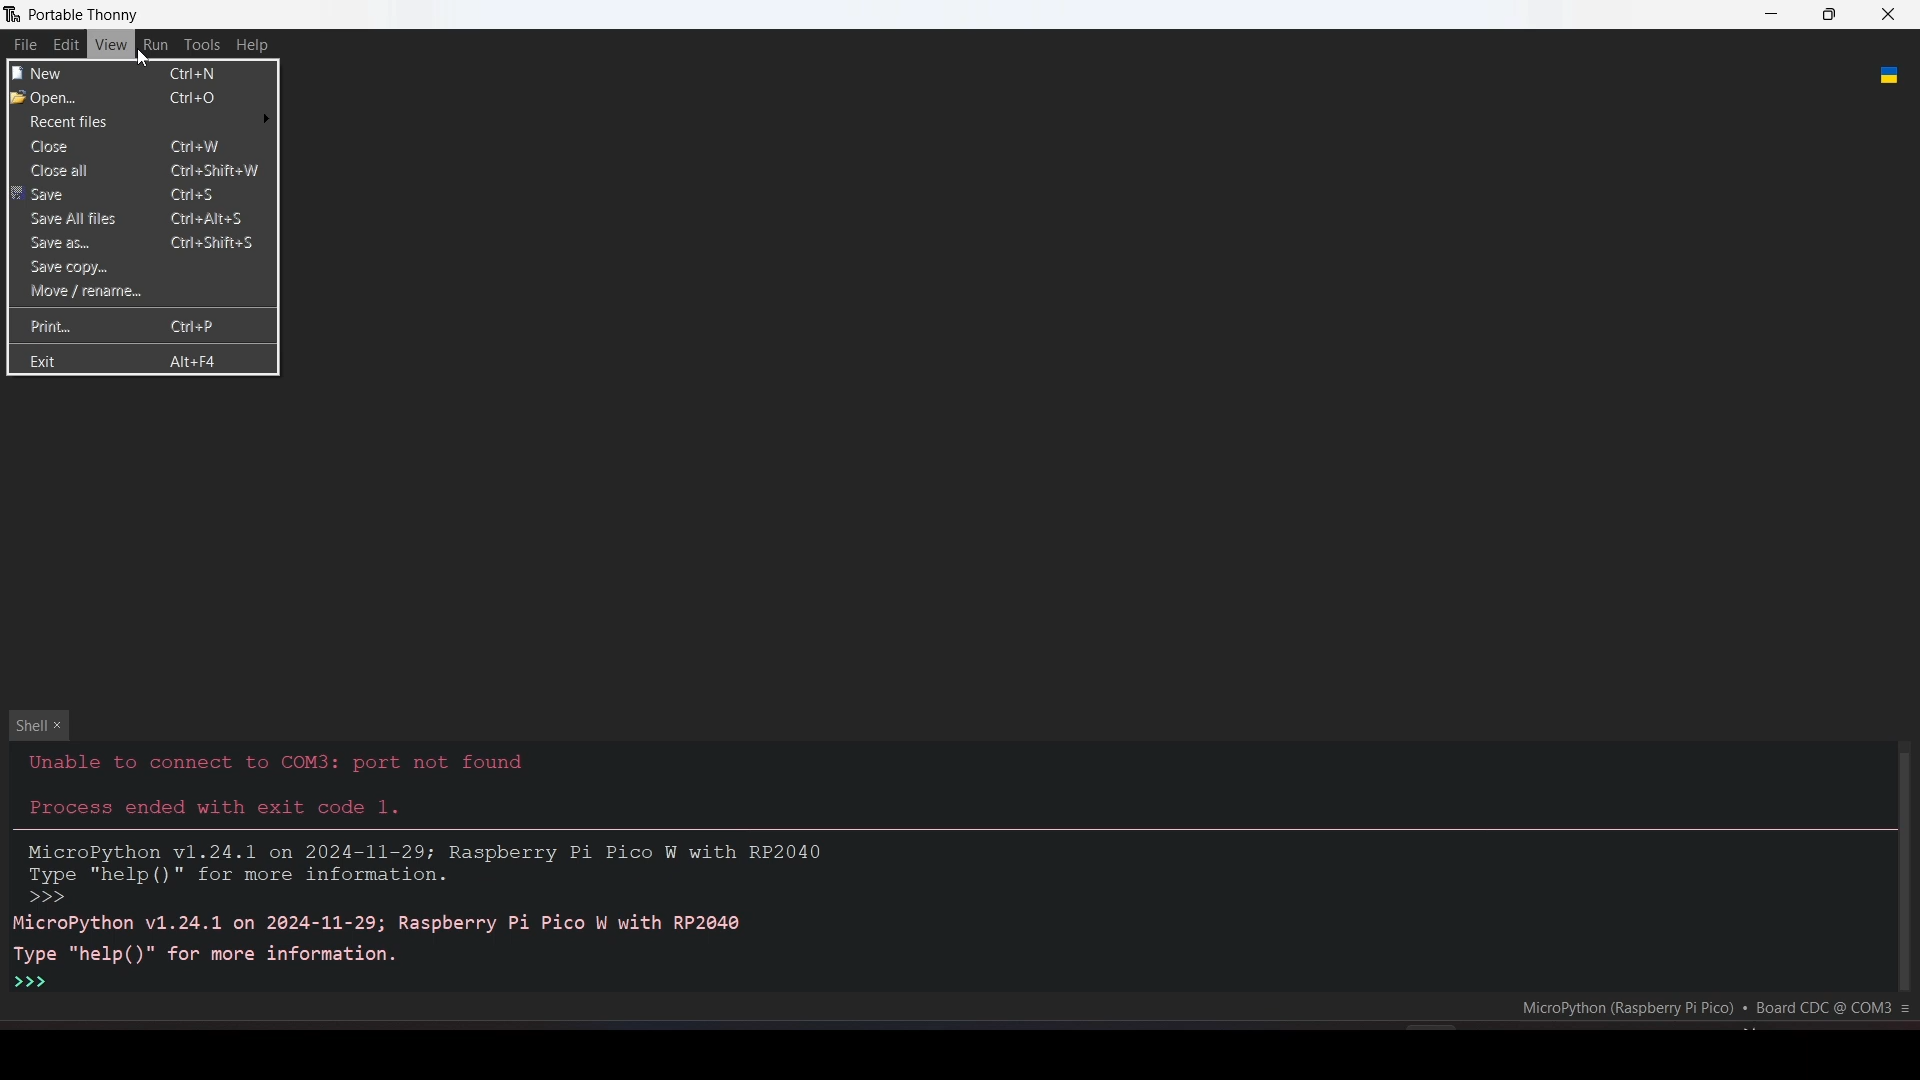 Portable Thonny
File Edit View Run Tools Help
New Ctrl+N
Open... Ctrl+O
Recent files
Close Ctrl+W
Close all Ctrl+Shift+W
Save Ctrl+S
Save All files Ctrl+Alt+S
Save as... Ctrl+Shift+S
Save copy...
Move / rename...
Print... Ctrl+P
Exit Alt+F4
Shell ×
Unable to connect to COM3: port not found
Process ended with exit code 1.
MicroPython v1.24.1 on 2024-11-29; Raspberry Pi Pico W with RP2040
Type "help()" for more information.
>>>
MicroPython v1.24.1 on 2024-11-29; Raspberry Pi Pico W with RP2040
Type "help()" for more information.
>>>
MicroPython (Raspberry Pi Pico) • Board CDC @ COM3 ≡